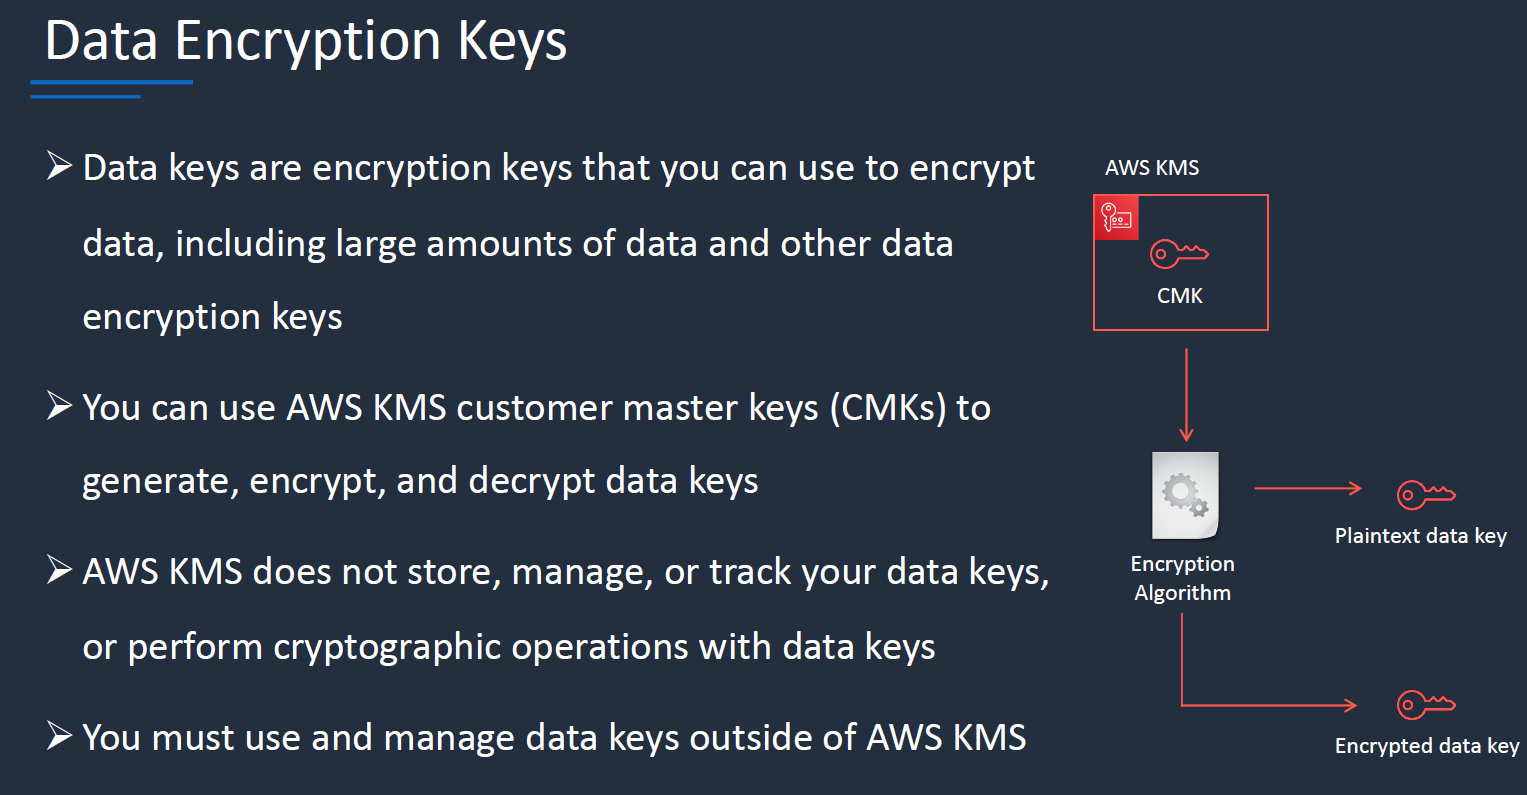 Data Encryption Keys
➢ Data keys are encryption keys that you can use to encrypt
data, including large amounts of data and other data
encryption keys
➢ You can use AWS KMS customer master keys (CMKs) to
generate, encrypt, and decrypt data keys
➢ AWS KMS does not store, manage, or track your data keys,
or perform cryptographic operations with data keys
➢ You must use and manage data keys outside of AWS KMS
AWS KMS
CMK
Encryption
Algorithm
Plaintext data key
Encrypted data key